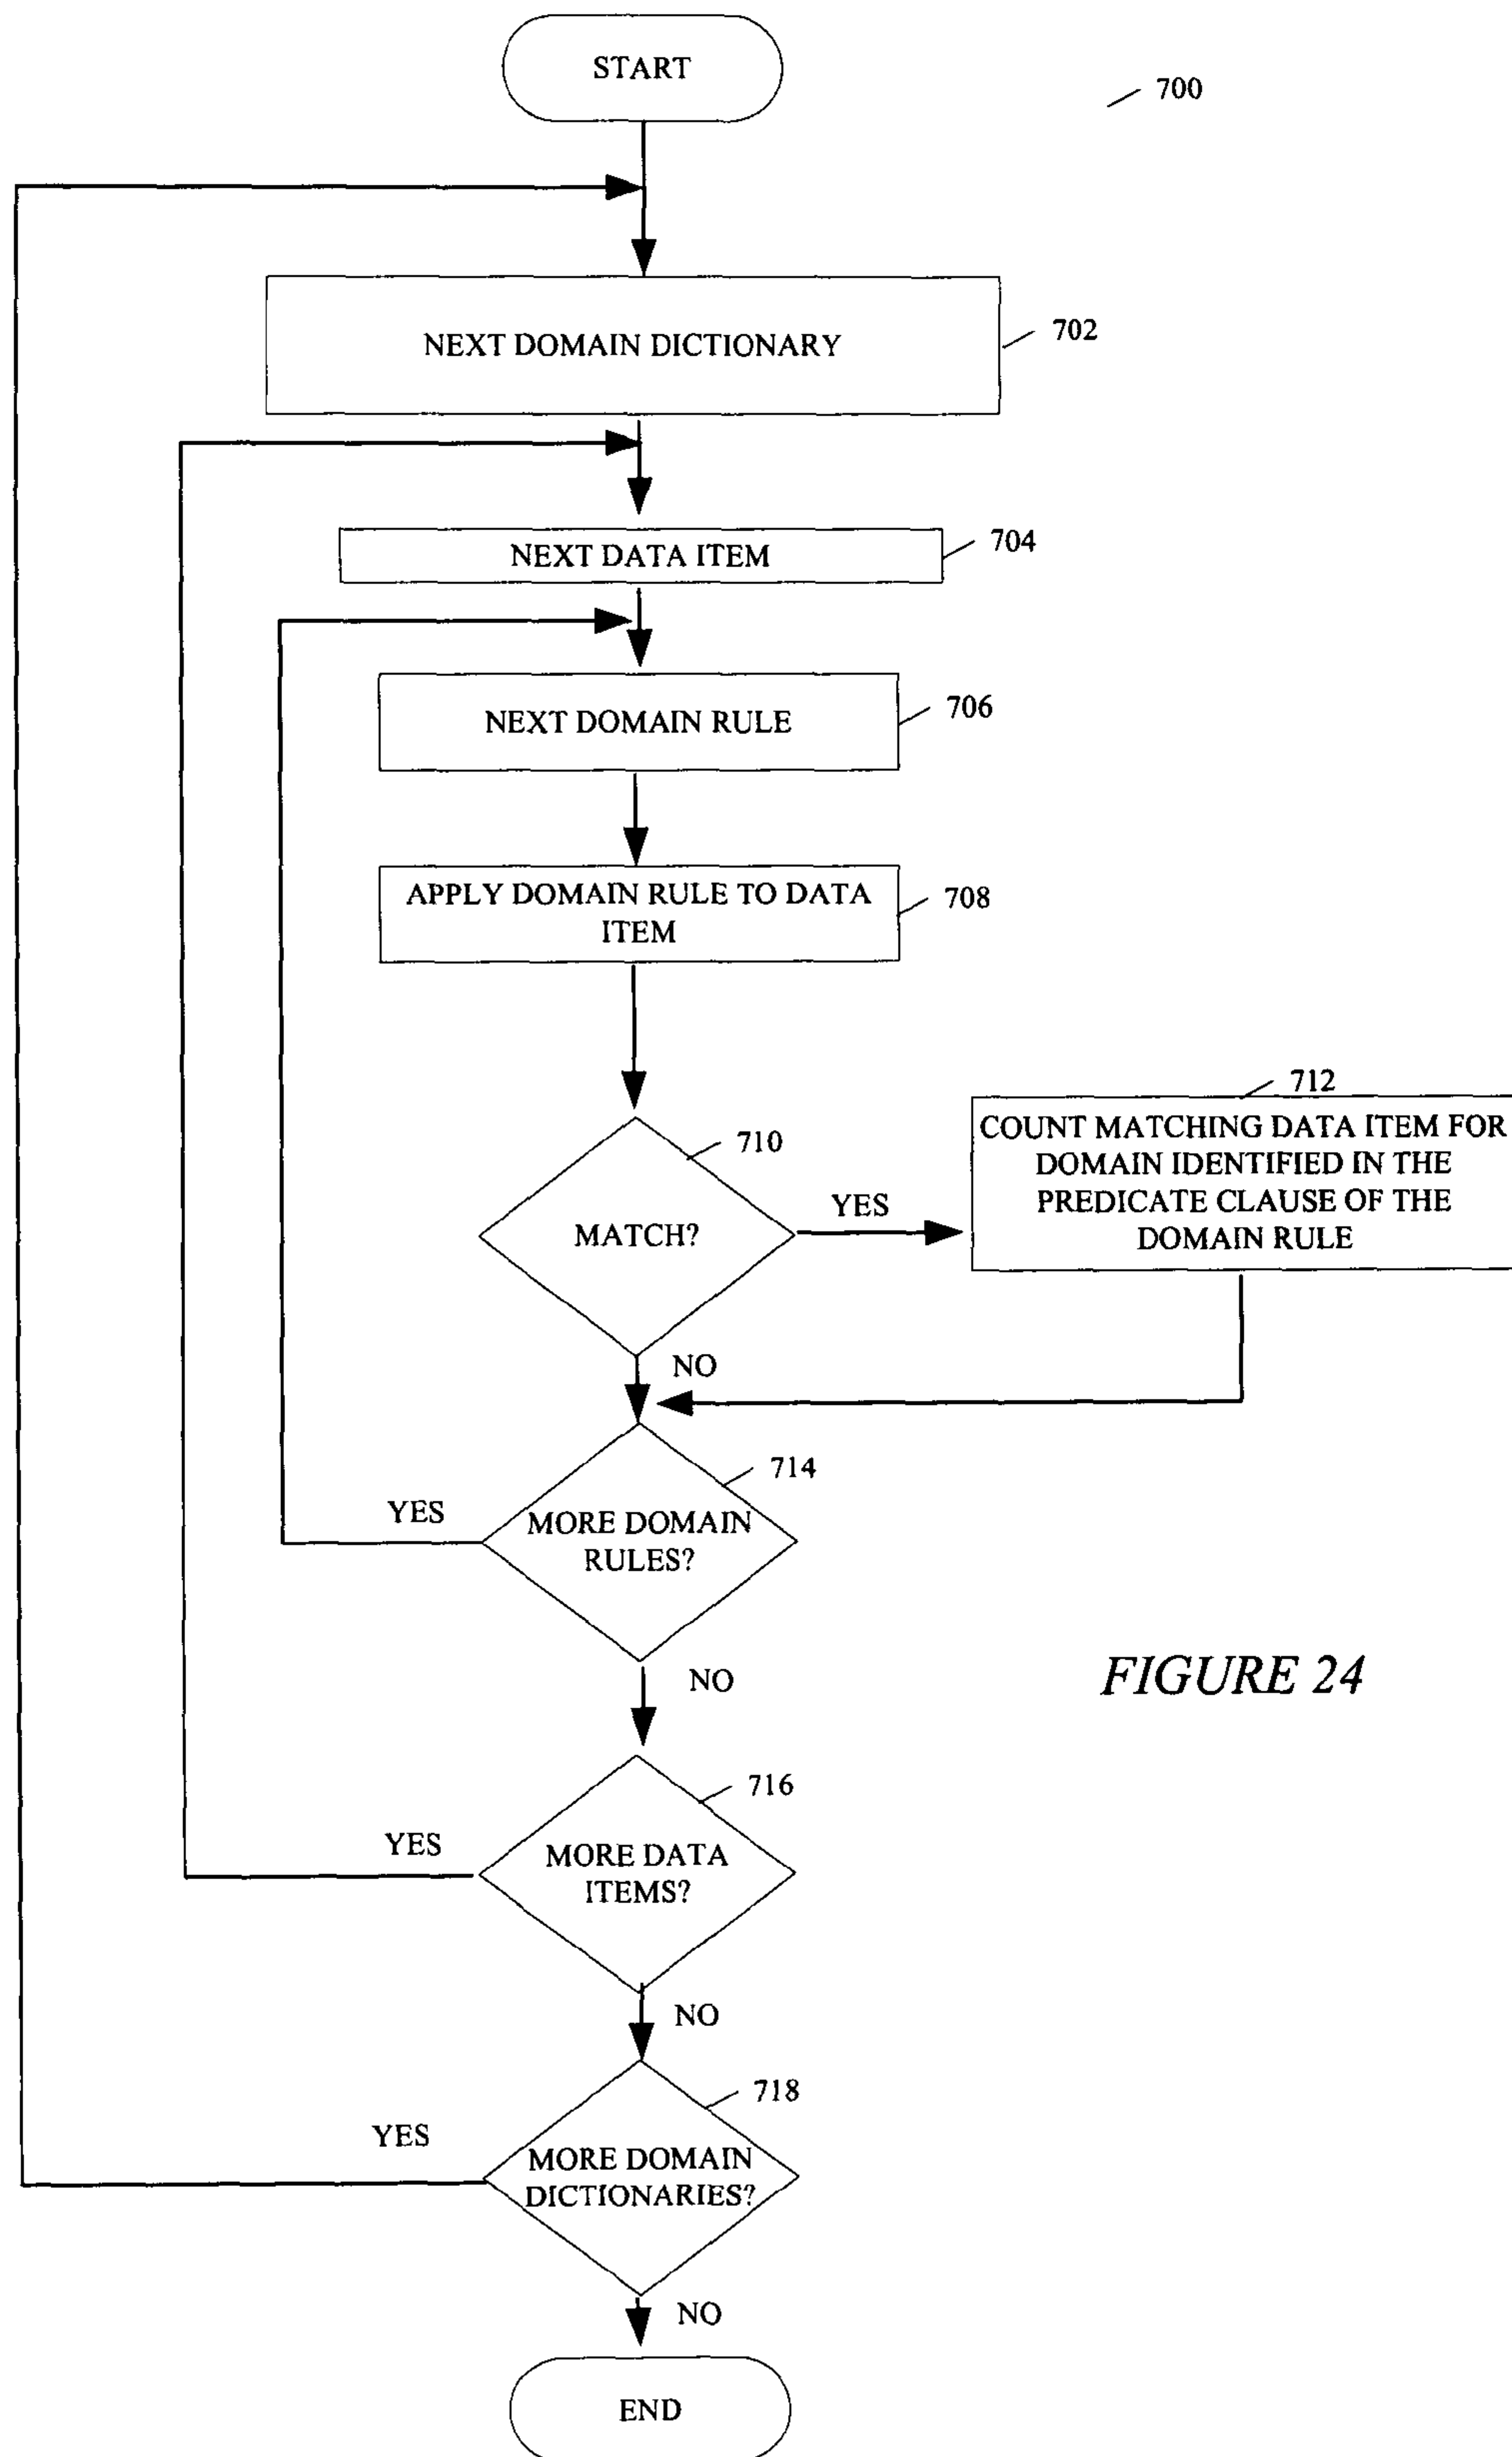 START
700
NEXT DOMAIN DICTIONARY
702
NEXT DATA ITEM
704
NEXT DOMAIN RULE
706
APPLY DOMAIN RULE TO DATA
ITEM
708
710
MATCH?
YES
712
COUNT MATCHING DATA ITEM FOR
DOMAIN IDENTIFIED IN THE
PREDICATE CLAUSE OF THE
DOMAIN RULE
NO
714
YES
MORE DOMAIN
RULES?
NO
FIGURE 24
716
YES
MORE DATA
ITEMS?
NO
718
YES
MORE DOMAIN
DICTIONARIES?
NO
END